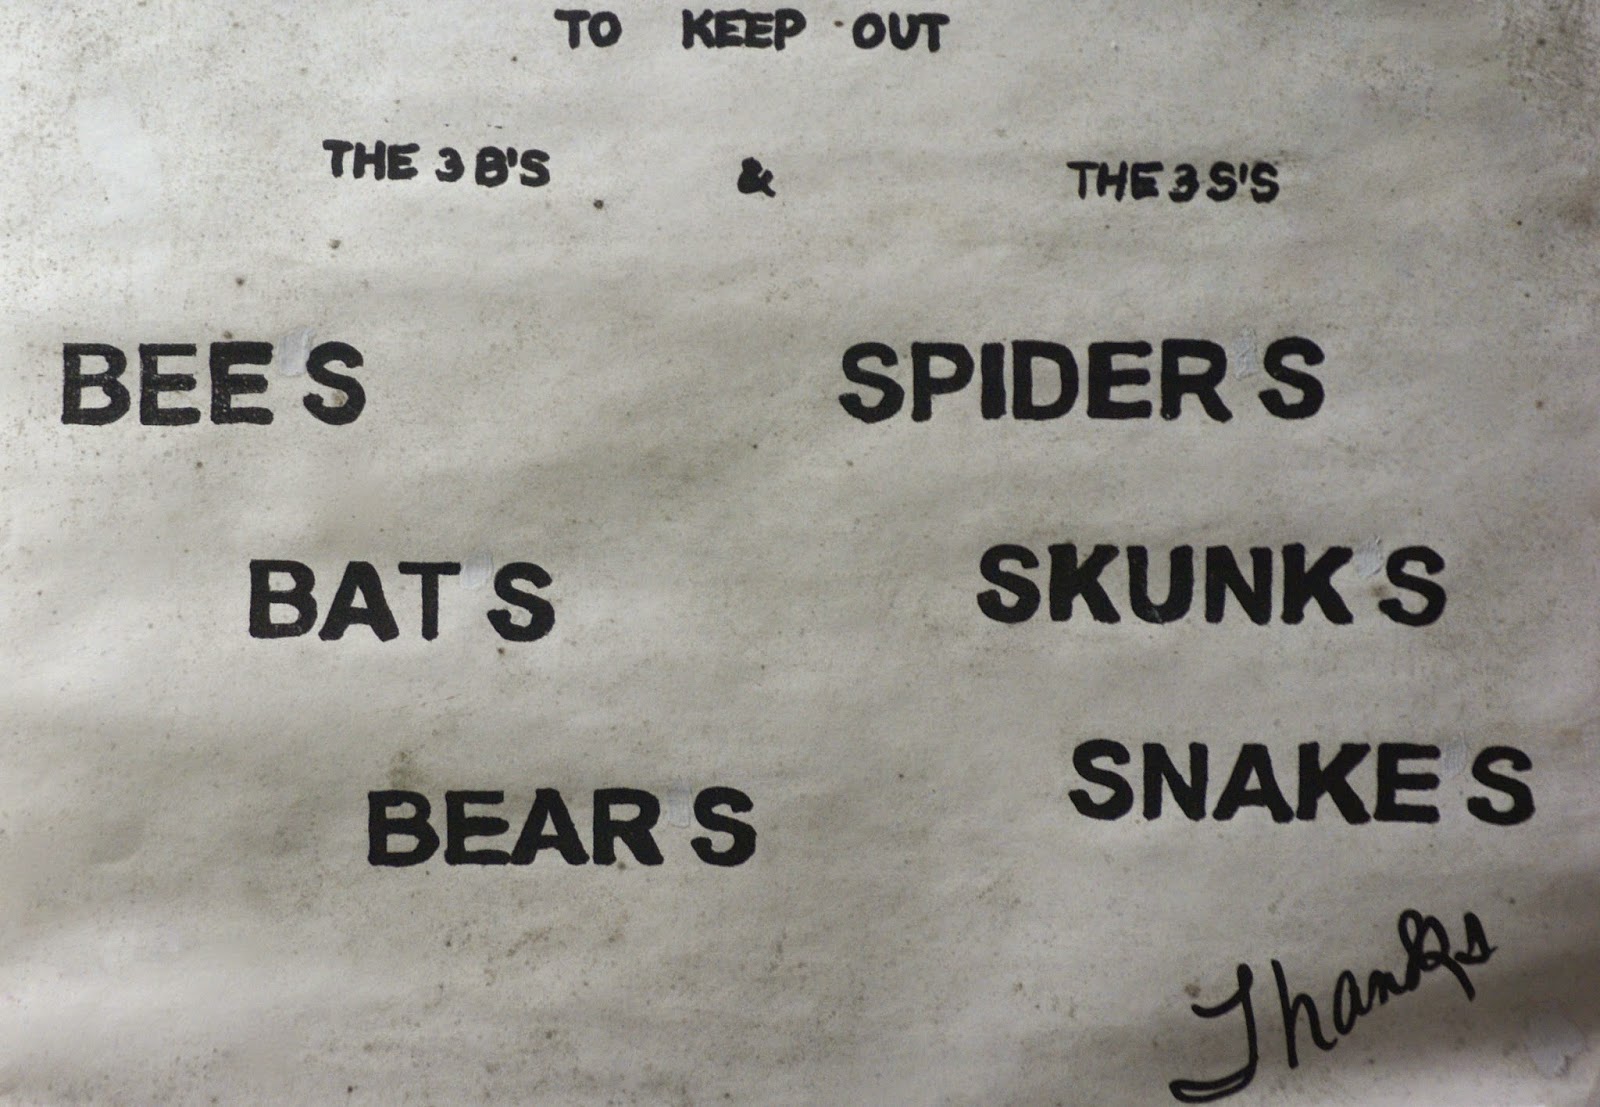 TO KEEP OUT
THE 3 B'S & THE 3 S'S
BEE S SPIDER S
BAT S SKUNK S
BEAR S SNAKE S
Thanks